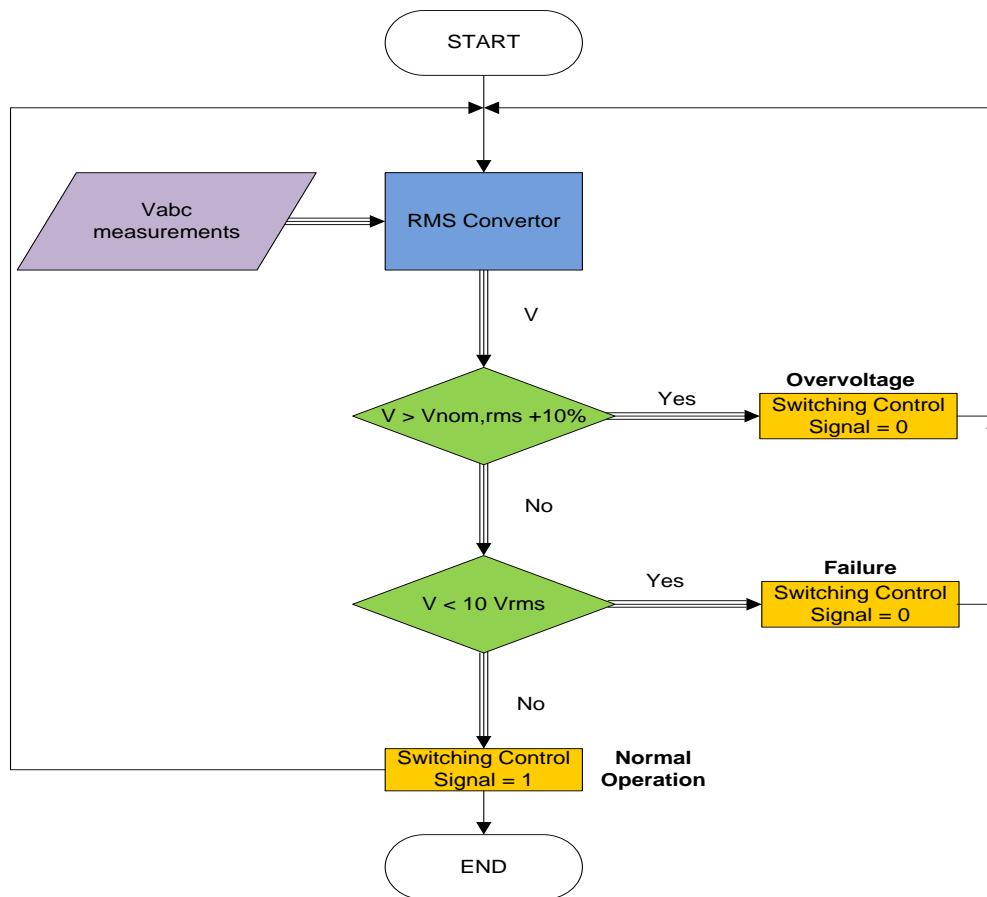 START
Vabc
measurements
RMS Convertor
V
V > Vnom,rms +10%
Yes
Overvoltage
Switching Control
Signal = 0
No
V < 10 Vrms
Yes
Failure
Switching Control
Signal = 0
No
Switching Control
Signal = 1
Normal
Operation
END